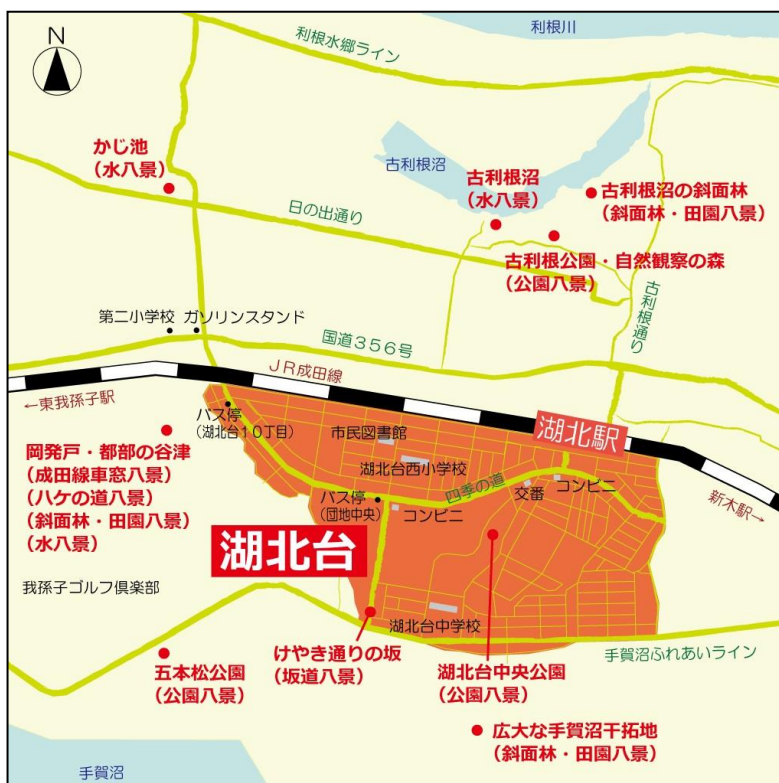 N
利根川
利根水郷ライン
かじ池
（水八景）
古利根沼
古利根沼
（水八景）
古利根沼の斜面林
（斜面林・田園八景）
日の出通り
古利根公園・自然観察の森
（公園八景）
古利根通り
第二小学校
ガソリンスタンド
国道３５６号
ＪＲ成田線
←東我孫子駅
バス停
（湖北台１０丁目）
市民図書館
湖北駅
岡発戸・都部の谷津
（成田線車窓八景）
（ハケの道八景）
（斜面林・田園八景）
（水八景）
湖北台西小学校
四季の道
コンビニ
交番
新木駅→
バス停
（団地中央）
コンビニ
湖北台
我孫子ゴルフ倶楽部
湖北台中学校
手賀沼ふれあいライン
五本松公園
（公園八景）
けやき通りの坂
（坂道八景）
湖北台中央公園
（公園八景）
広大な手賀沼干拓地
（斜面林・田園八景）
手賀沼